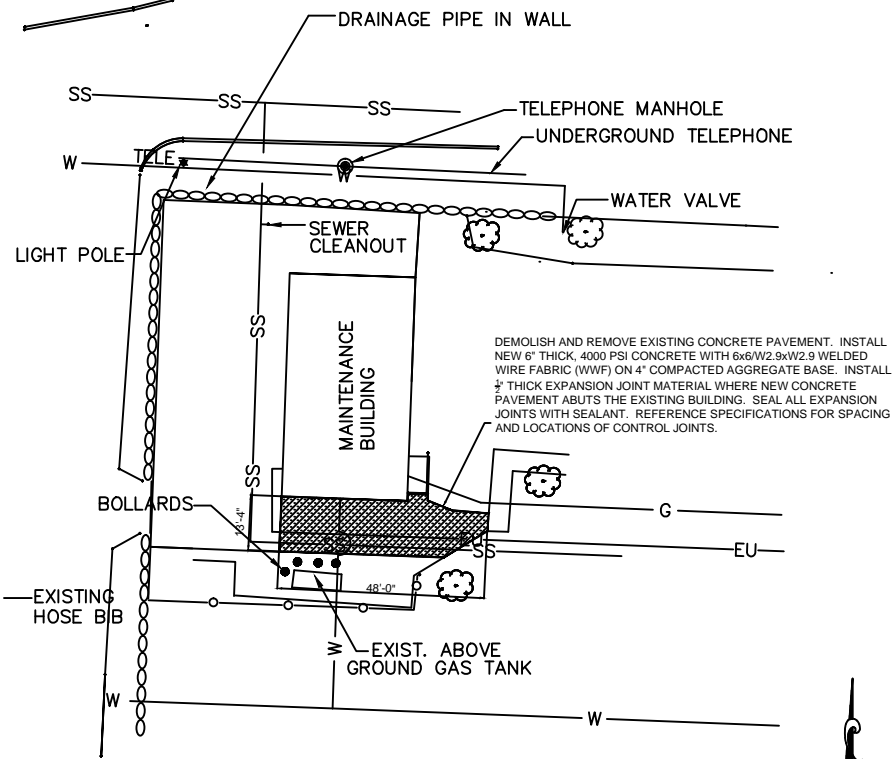 DRAINAGE PIPE IN WALL
SS
SS
SS
TELEPHONE MANHOLE
UNDERGROUND TELEPHONE
W
TELE
W
WATER VALVE
SEWER
CLEANOUT
LIGHT POLE
SS
MAINTENANCE
BUILDING
DEMOLISH AND REMOVE EXISTING CONCRETE PAVEMENT. INSTALL
NEW 6" THICK, 4000 PSI CONCRETE WITH 6x6/W2.9xW2.9 WELDED
WIRE FABRIC (WWF) ON 4" COMPACTED AGGREGATE BASE. INSTALL
½" THICK EXPANSION JOINT MATERIAL WHERE NEW CONCRETE
PAVEMENT ABUTS THE EXISTING BUILDING. SEAL ALL EXPANSION
JOINTS WITH SEALANT. REFERENCE SPECIFICATIONS FOR SPACING
AND LOCATIONS OF CONTROL JOINTS.
SS
BOLLARDS
13'-4"
G
EU
SS
SS
EU
48'-0"
EXISTING
HOSE BIB
W
EXIST. ABOVE
GROUND GAS TANK
W
W